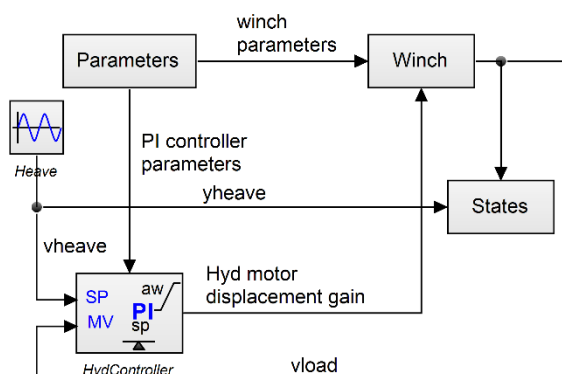 winch
parameters
Parameters
Winch
PI controller
parameters
Heave
yheave
States
vheave
Hyd motor
displacement gain
SP
aw
MV
PI
sp
vload
HydController